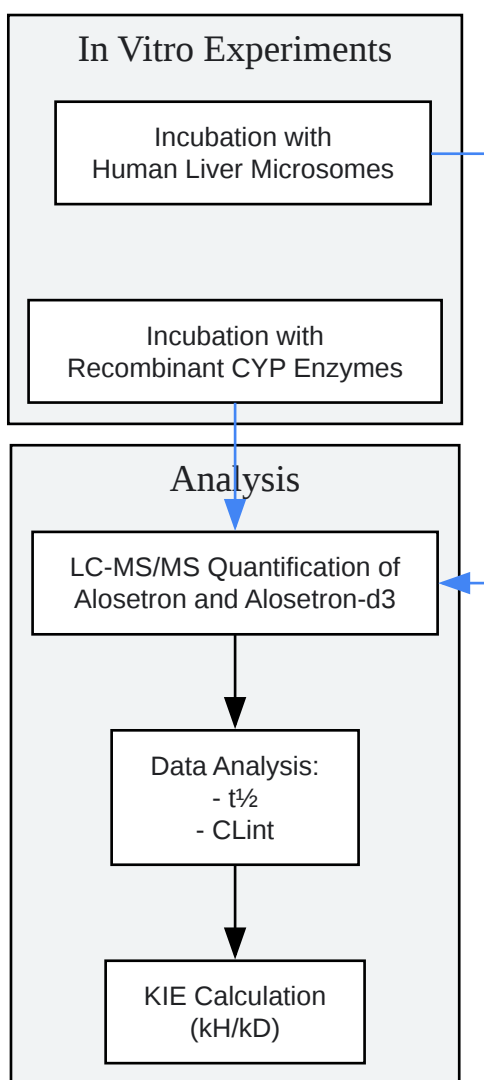 In Vitro Experiments
Incubation with
Human Liver Microsomes
Incubation with
Recombinant CYP Enzymes
Analysis
LC-MS/MS Quantification of
Alosetron and Alosetron-d3
Data Analysis:
- t½
- CLint
KIE Calculation
(kH/kD)